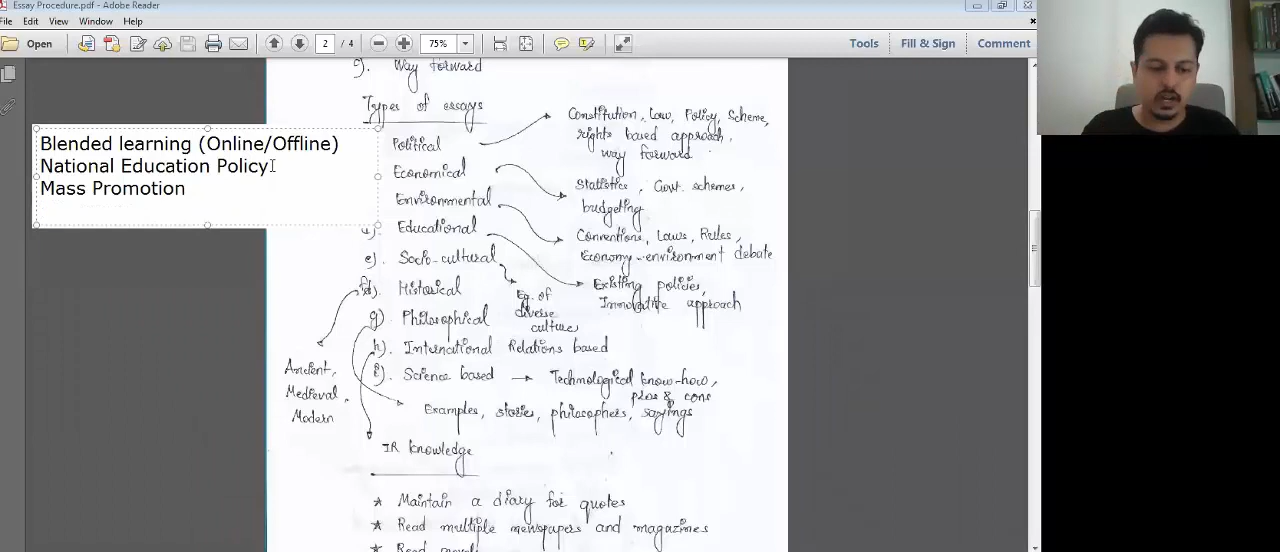 Essay Procedure.pdf - Adobe Reader
File Edit View Window Help
Open 2 / 4 75% Tools Fill & Sign Comment
c). Way forward
Types of essays
Political
Constitution, Law, Policy, Scheme,
rights based approach,
way forward
Blended learning (Online/Offline)
National Education Policy
Mass Promotion
Economical
Statistics, Govt. schemes,
budgeting
Environmental
Conventions, Laws, Rules,
Economy-environment debate
Educational
Existing policies,
Innovative approach
e). Socio-cultural
Eg. of
diverse
culture
Historical
Ancient,
Medieval,
Modern
g). Philosophical
h). International Relations based
i). Science based → Technological know-how,
pros & cons
Examples, stories, philosophers, sayings
IR knowledge
* Maintain a diary for quotes
* Read multiple newspapers and magazines
* Read